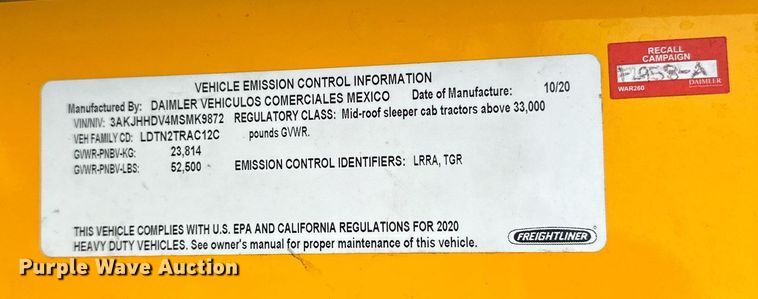 VEHICLE EMISSION CONTROL INFORMATION
Manufactured By: DAIMLER VEHICULOS COMERCIALES MEXICO Date of Manufacture: 10/20
VIN/NIV: 3AKJHHDV4MSMK9872 REGULATORY CLASS: Mid-roof sleeper cab tractors above 33,000
VEH FAMILY CD: LDTN2TRAC12C pounds GVWR.
GVWR-PNBV-KG: 23,814
GVWR-PNBV-LBS: 52,500 EMISSION CONTROL IDENTIFIERS: LRRA, TGR
THIS VEHICLE COMPLIES WITH U.S. EPA AND CALIFORNIA REGULATIONS FOR 2020
HEAVY DUTY VEHICLES. See owner's manual for proper maintenance of this vehicle.
FREIGHTLINER
RECALL
CAMPAIGN
FL958-A
WAR260 DAIMLER
Purple Wave Auction